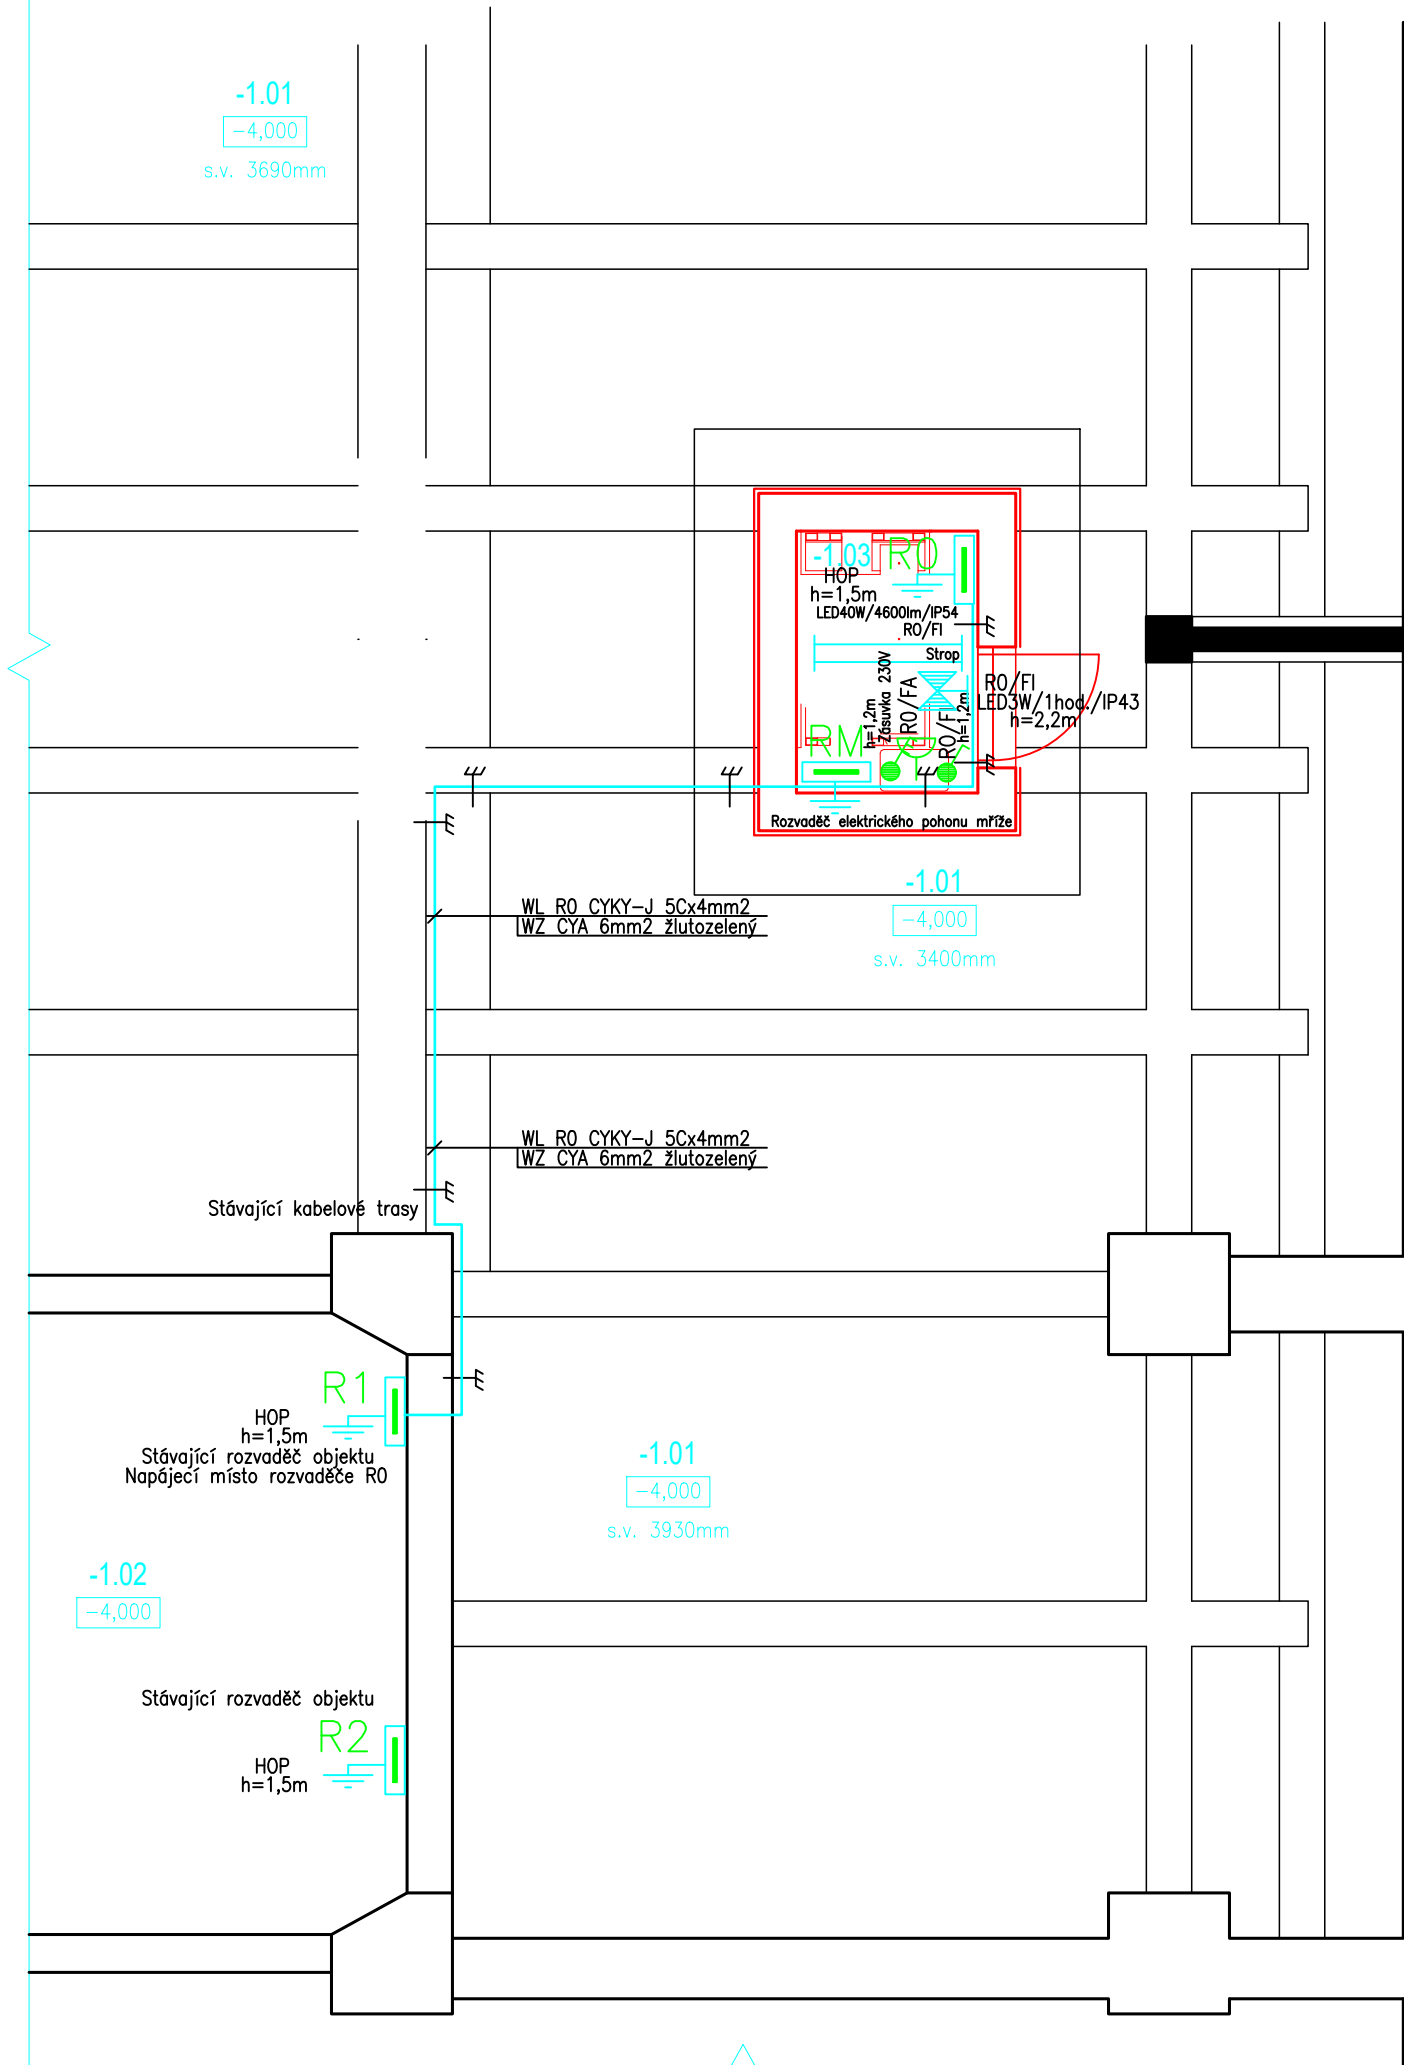 -1.01
-4,000
s.v. 3690mm
-1.03
R0
HOP
h=1,5m
LED40W/4600lm/IP54
R0/FI
Strop
h=1,2m
Zásuvka 230V
R0/FA
R0/FI
h=1,2m
R0/FI
LED3W/1hod./IP43
h=2,2m
RM
Rozvaděč elektrického pohonu mříže
-1.01
-4,000
s.v. 3400mm
WL R0 CYKY-J 5Cx4mm2
WZ CYA 6mm2 žlutozelený
WL R0 CYKY-J 5Cx4mm2
WZ CYA 6mm2 žlutozelený
Stávající kabelové trasy
R1
HOP
h=1,5m
Stávající rozvaděč objektu
Napájecí místo rozvaděče R0
-1.01
-4,000
s.v. 3930mm
-1.02
-4,000
Stávající rozvaděč objektu
R2
HOP
h=1,5m